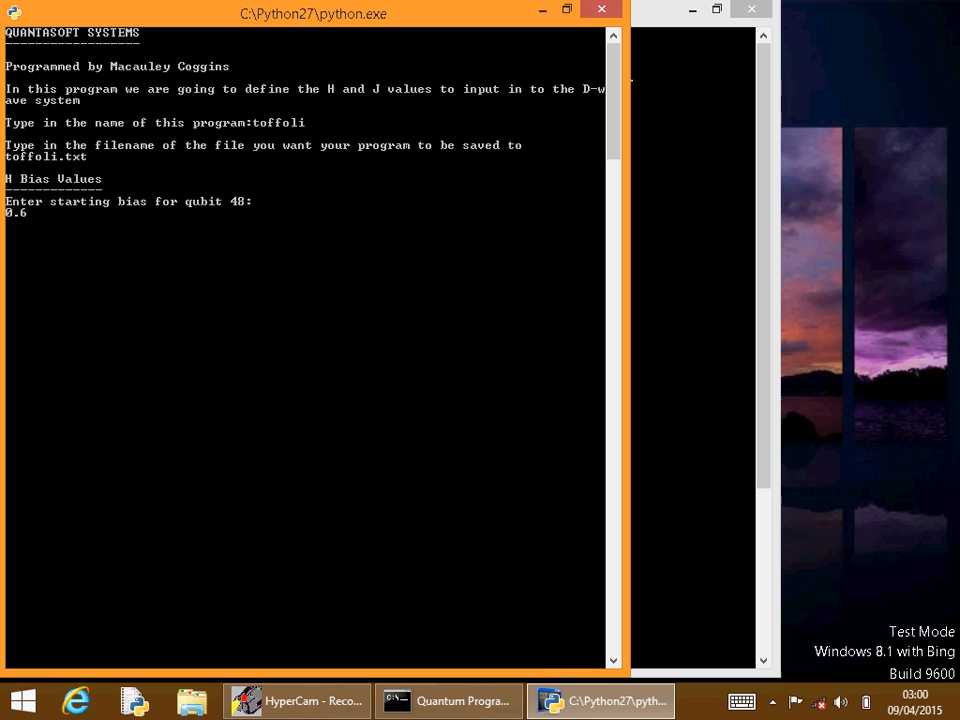 C:\Python27\python.exe
QUANTASOFT SYSTEMS
------------------
Programmed by Macauley Coggins
In this program we are going to define the H and J values to input in to the D-w
ave system
Type in the name of this program:toffoli
Type in the filename of the file you want your program to be saved to
toffoli.txt
H Bias Values
-------------
Enter starting bias for qubit 48:
0.6
Test Mode
Windows 8.1 with Bing
Build 9600
HyperCam - Reco...
Quantum Progra...
C:\Python27\pyth...
03:00
09/04/2015